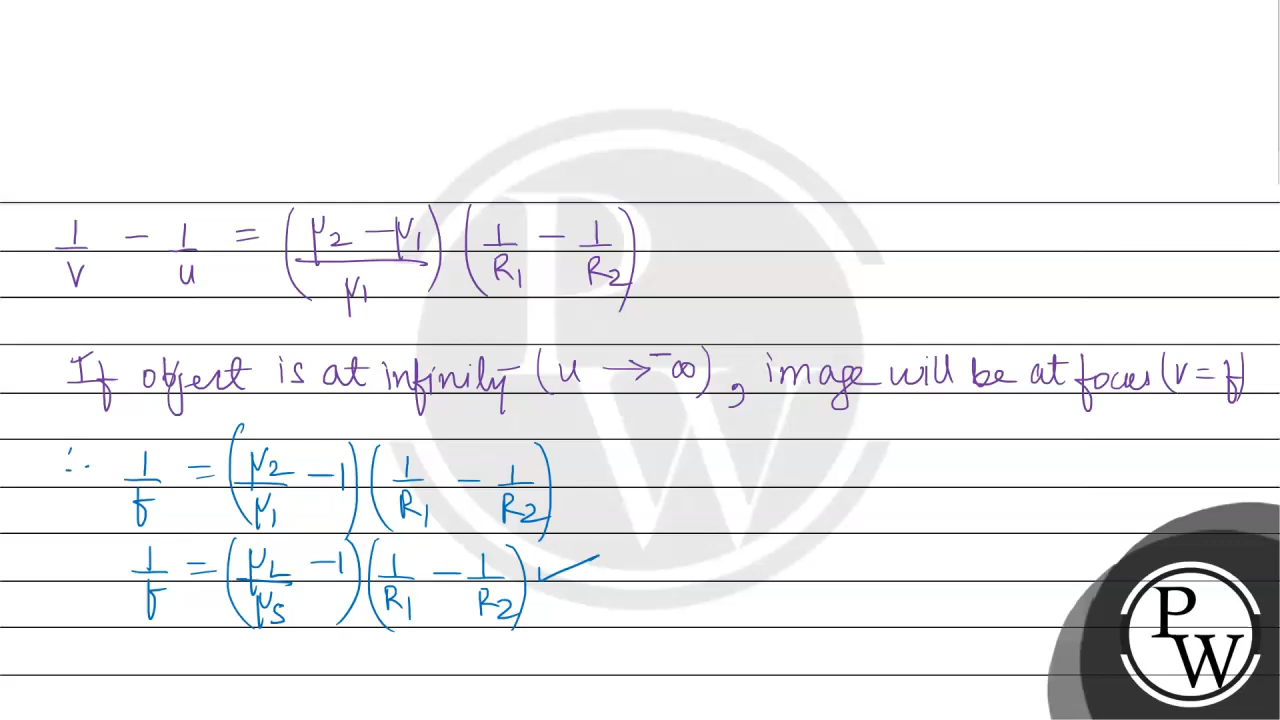 1/v - 1/u = ((μ2 - μ1)/μ1) (1/R1 - 1/R2)
If object is at infinity (u → -∞), image will be at focus (v = f)
∴ 1/f = (μ2/μ1 - 1) (1/R1 - 1/R2)
1/f = (μL/μS - 1) (1/R1 - 1/R2) ✓
PW
PW